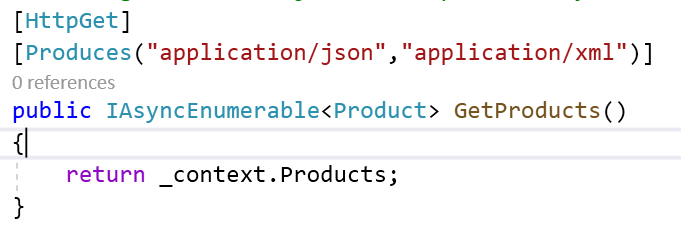 [HttpGet]
[Produces("application/json","application/xml")]
0 references
public IAsyncEnumerable<Product> GetProducts()
{
    return _context.Products;
}